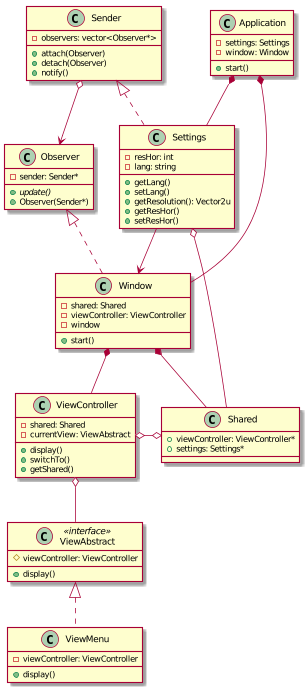 C Sender
observers: vector<Observer*>
attach(Observer)
detach(Observer)
notify()
C Application
settings: Settings
window: Window
start()
C Observer
sender: Sender*
update()
Observer(Sender*)
C Settings
resHor: int
lang: string
getLang()
setLang()
getResolution(): Vector2u
getResHor()
setResHor()
C Window
shared: Shared
viewController: ViewController
window
start()
C ViewController
shared: Shared
currentView: ViewAbstract
display()
switchTo()
getShared()
C Shared
viewController: ViewController*
settings: Settings*
C «interface»
ViewAbstract
viewController: ViewController
display()
C ViewMenu
viewController: ViewController
display()